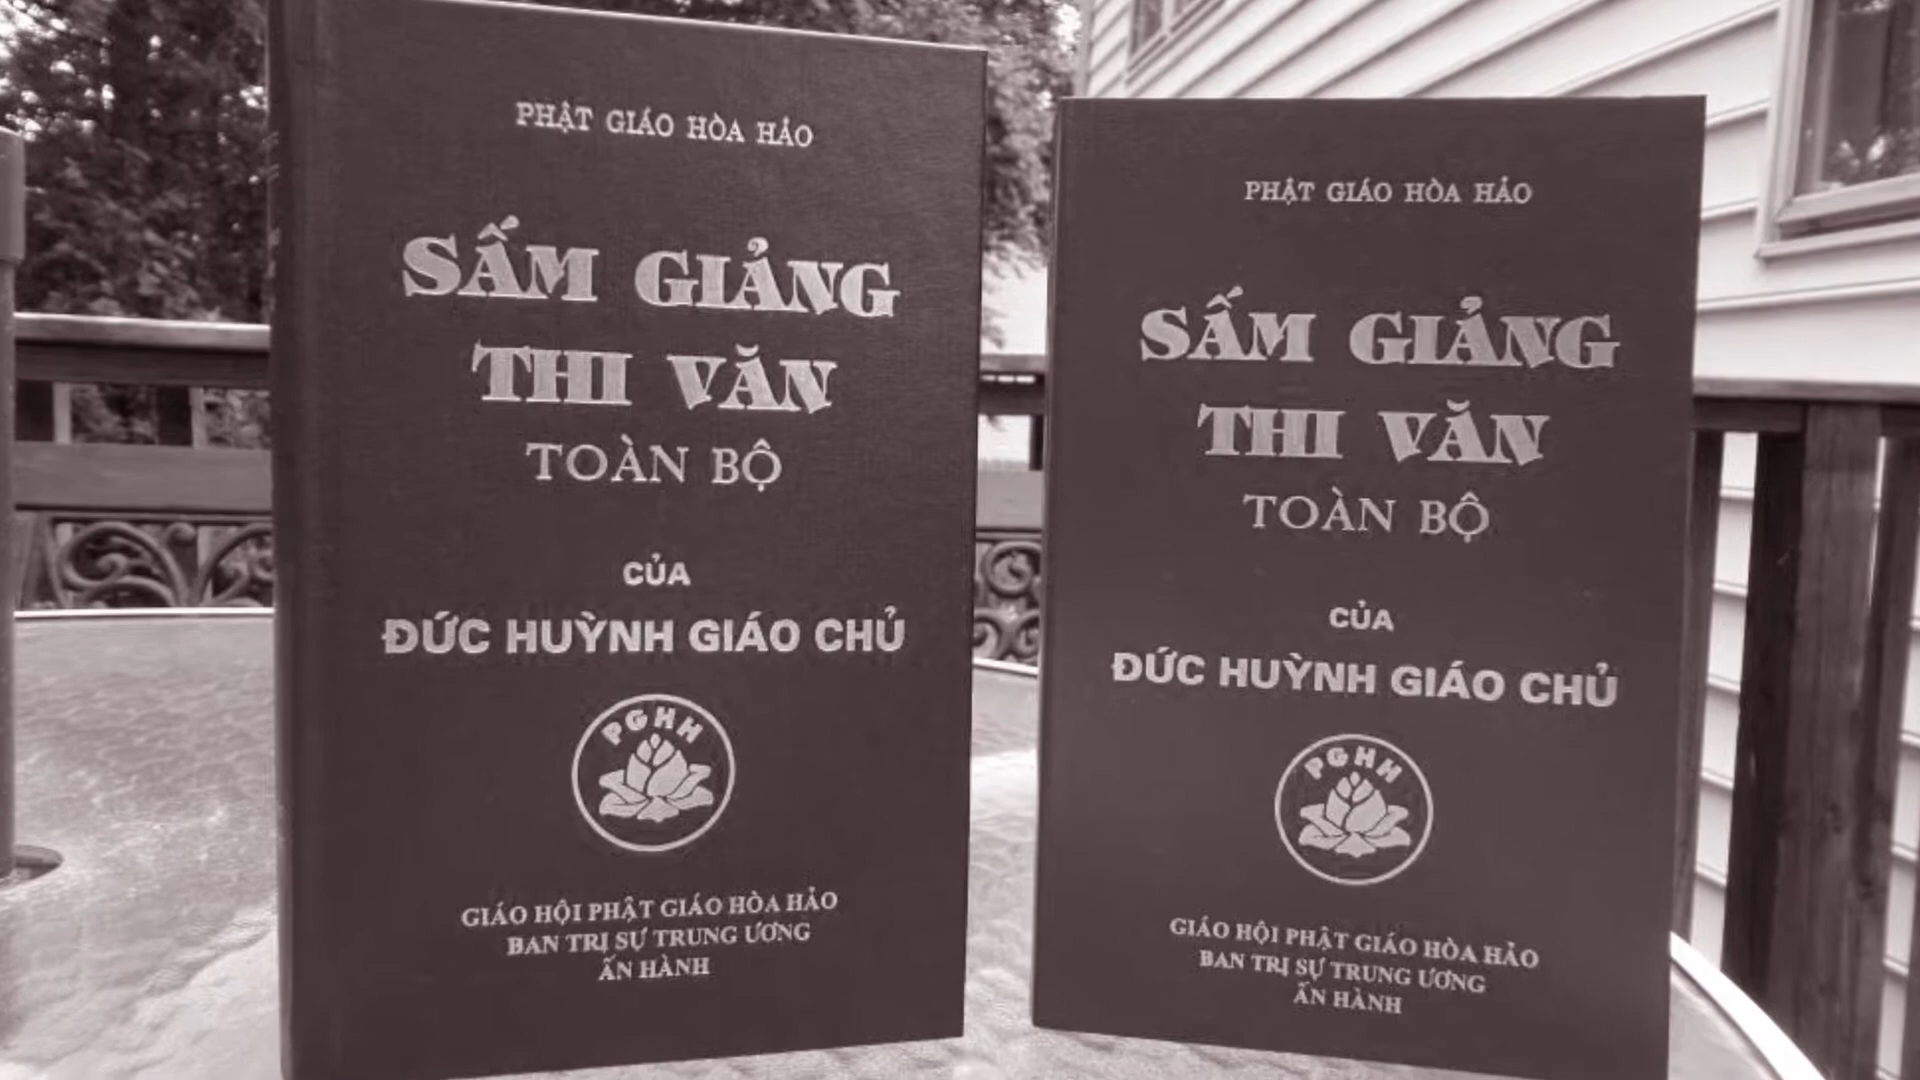 PHẬT GIÁO HÒA HẢO
SẤM GIẢNG
THI VĂN
TOÀN BỘ
CỦA
ĐỨC HUỲNH GIÁO CHỦ
PGHH
GIÁO HỘI PHẬT GIÁO HÒA HẢO
BAN TRỊ SỰ TRUNG ƯƠNG
ẤN HÀNH
PHẬT GIÁO HÒA HẢO
SẤM GIẢNG
THI VĂN
TOÀN BỘ
CỦA
ĐỨC HUỲNH GIÁO CHỦ
PGHH
GIÁO HỘI PHẬT GIÁO HÒA HẢO
BAN TRỊ SỰ TRUNG ƯƠNG
ẤN HÀNH